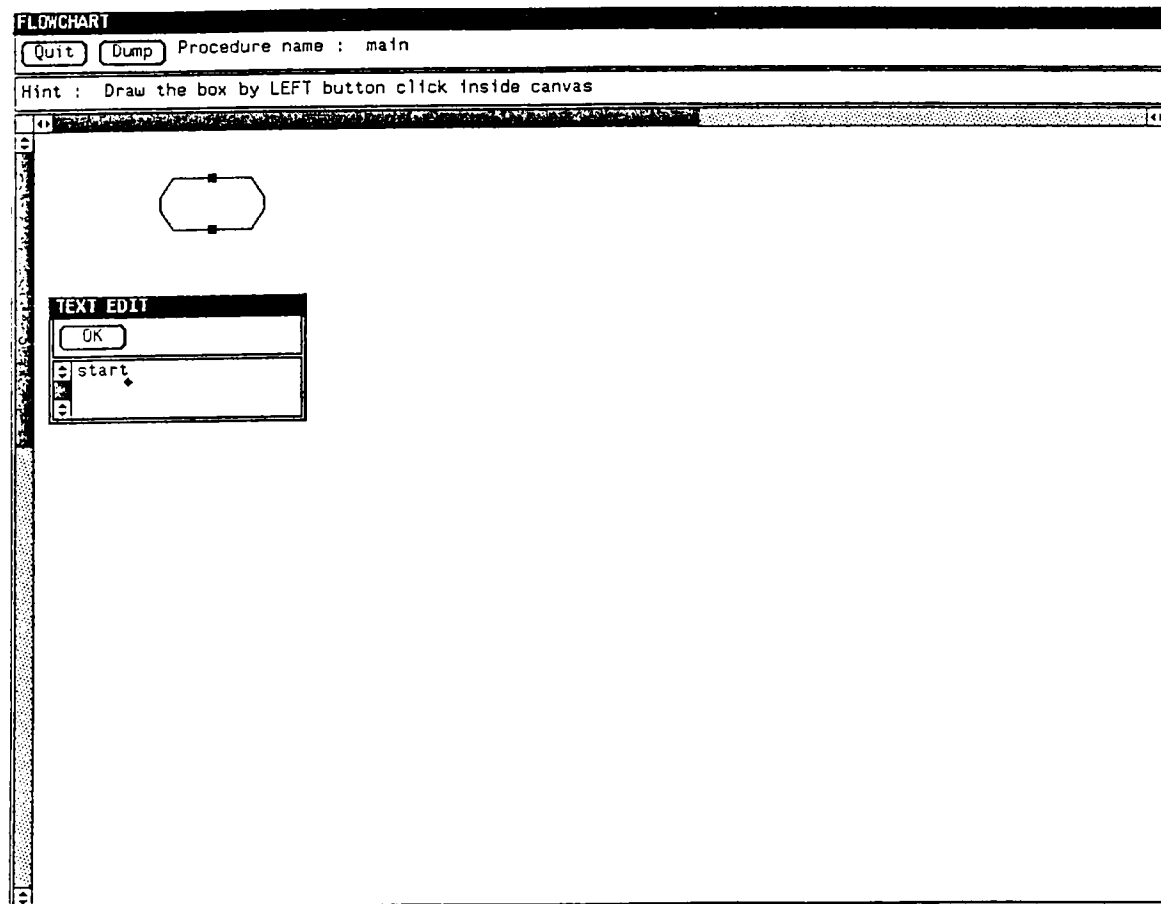 FLOWCHART
Quit Dump Procedure name : main
Hint : Draw the box by LEFT button click inside canvas
TEXT EDIT
OK
start